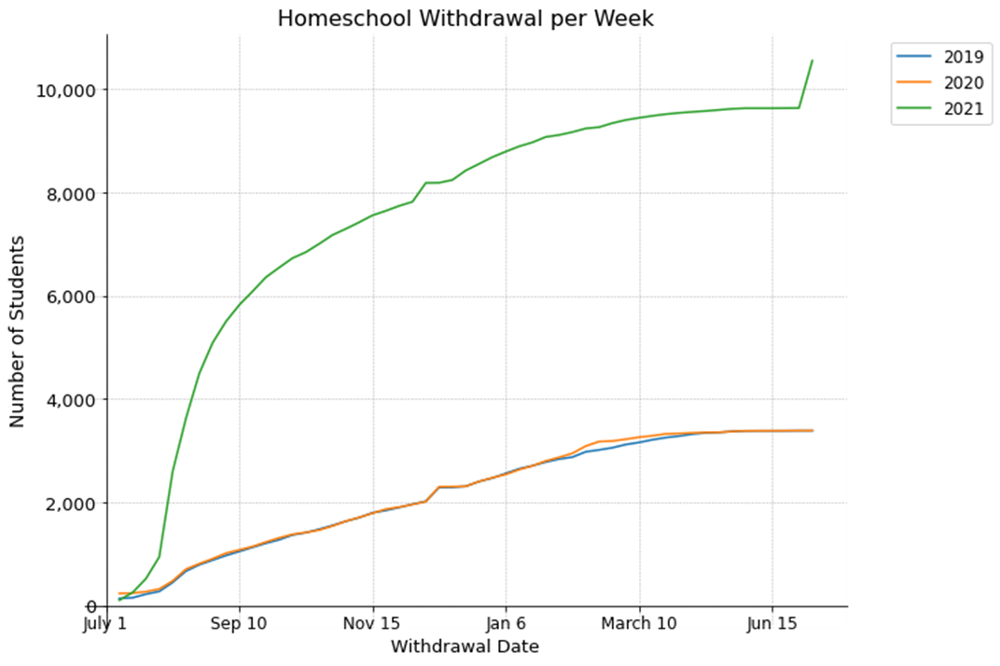 Homeschool Withdrawal per Week
2019
2020
2021
Number of Students
10,000
8,000
6,000
4,000
2,000
0
July 1
Sep 10
Nov 15
Jan 6
March 10
Jun 15
Withdrawal Date